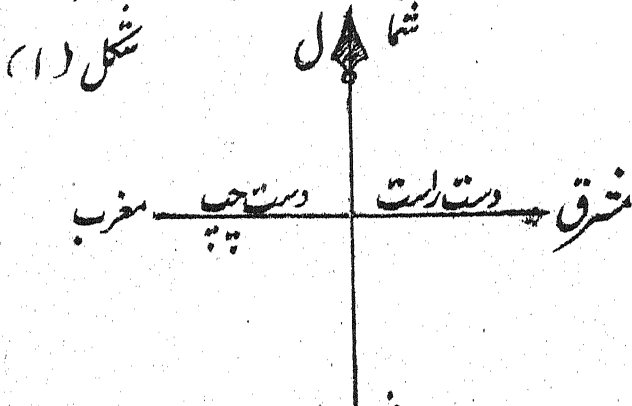 شکل (۱)
شمال
مشرق
دست راست
دست چپ
مغرب